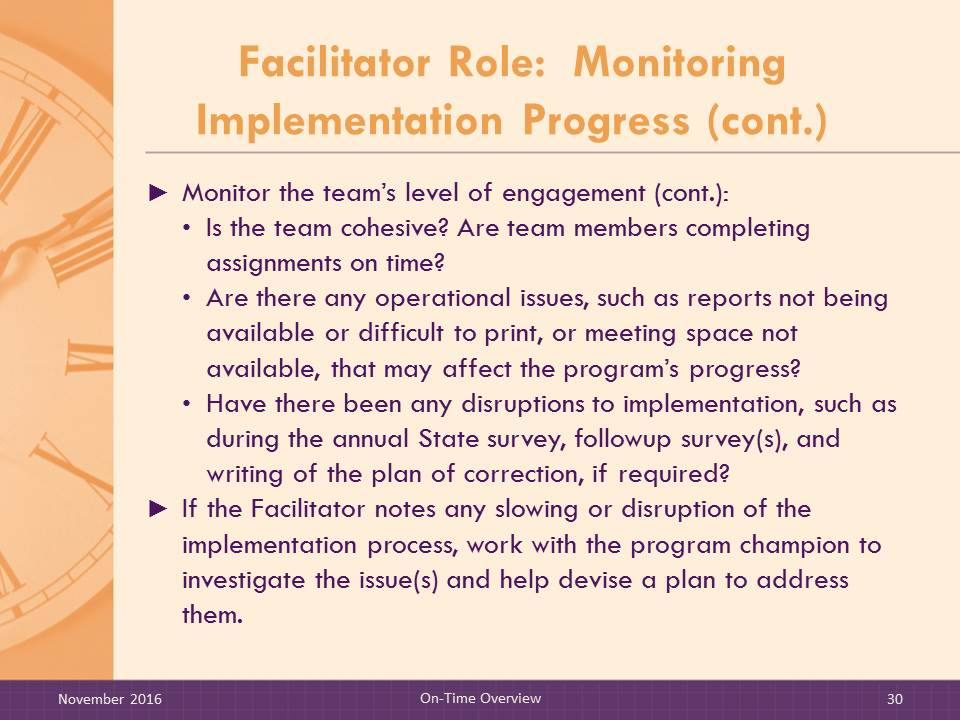 Facilitator Role:  Monitoring
Implementation Progress (cont.)
► Monitor the team’s level of engagement (cont.):
• Is the team cohesive? Are team members completing
assignments on time?
• Are there any operational issues, such as reports not being
available or difficult to print, or meeting space not
available, that may affect the program’s progress?
• Have there been any disruptions to implementation, such as
during the annual State survey, followup survey(s), and
writing of the plan of correction, if required?
► If the Facilitator notes any slowing or disruption of the
implementation process, work with the program champion to
investigate the issue(s) and help devise a plan to address
them.
November 2016
On-Time Overview
30